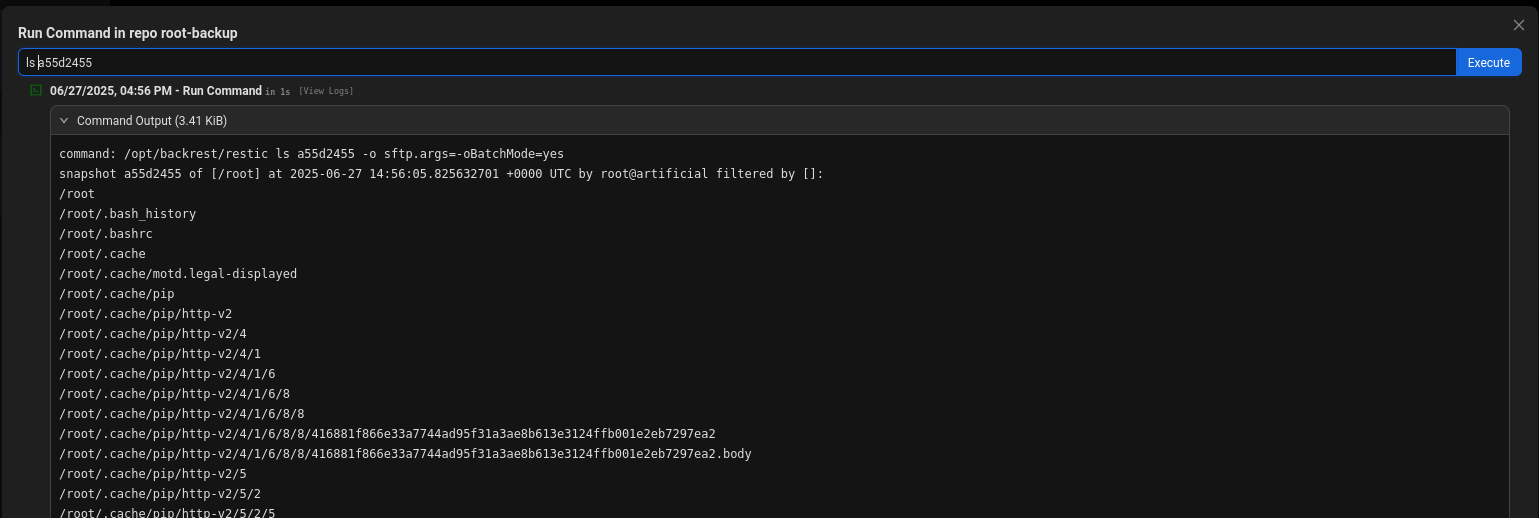 Run Command in repo root-backup
ls a55d2455
Execute
06/27/2025, 04:56 PM - Run Command in 1s [View Logs]
Command Output (3.41 KiB)
command: /opt/backrest/restic ls a55d2455 -o sftp.args=-oBatchMode=yes
snapshot a55d2455 of [/root] at 2025-06-27 14:56:05.825632701 +0000 UTC by root@artificial filtered by []:
/root
/root/.bash_history
/root/.bashrc
/root/.cache
/root/.cache/motd.legal-displayed
/root/.cache/pip
/root/.cache/pip/http-v2
/root/.cache/pip/http-v2/4
/root/.cache/pip/http-v2/4/1
/root/.cache/pip/http-v2/4/1/6
/root/.cache/pip/http-v2/4/1/6/8
/root/.cache/pip/http-v2/4/1/6/8/8
/root/.cache/pip/http-v2/4/1/6/8/8/416881f866e33a7744ad95f31a3ae8b613e3124ffb001e2eb7297ea2
/root/.cache/pip/http-v2/4/1/6/8/8/416881f866e33a7744ad95f31a3ae8b613e3124ffb001e2eb7297ea2.body
/root/.cache/pip/http-v2/5
/root/.cache/pip/http-v2/5/2
/root/.cache/pip/http-v2/5/2/5